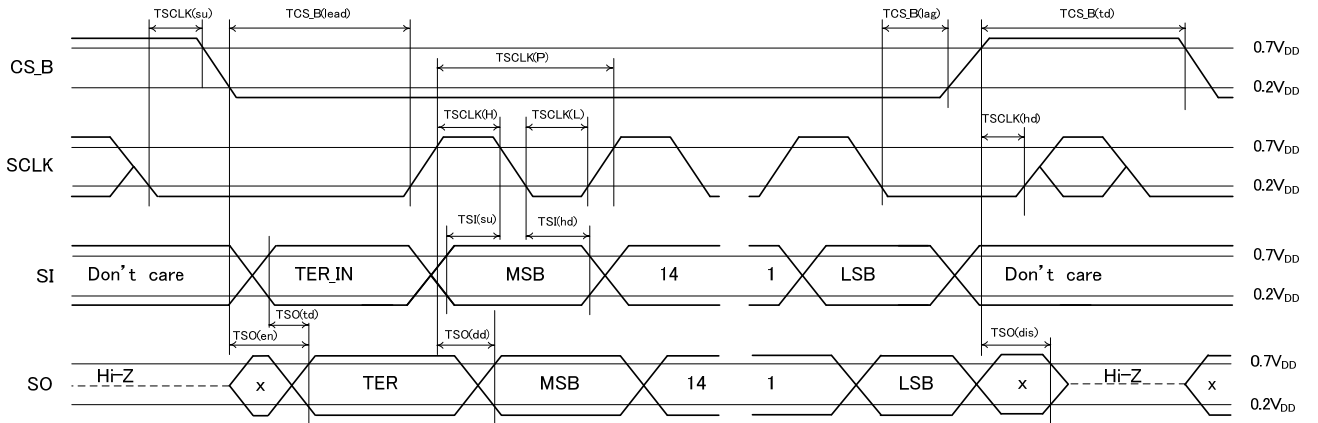 TSCLK(su) TCS_B(lead) TCS_B(lag) TCS_B(td)
CS_B 0.7VDD
TSCLK(P)
0.2VDD
TSCLK(H) TSCLK(L) TSCLK(hd)
SCLK 0.7VDD
0.2VDD
TSI(su) TSI(hd)
SI Don't care TER_IN MSB 14 1 LSB Don't care 0.7VDD
0.2VDD
TSO(td)
TSO(en) TSO(dd) TSO(dis)
SO Hi-Z x TER MSB 14 1 LSB x Hi-Z x 0.7VDD
0.2VDD